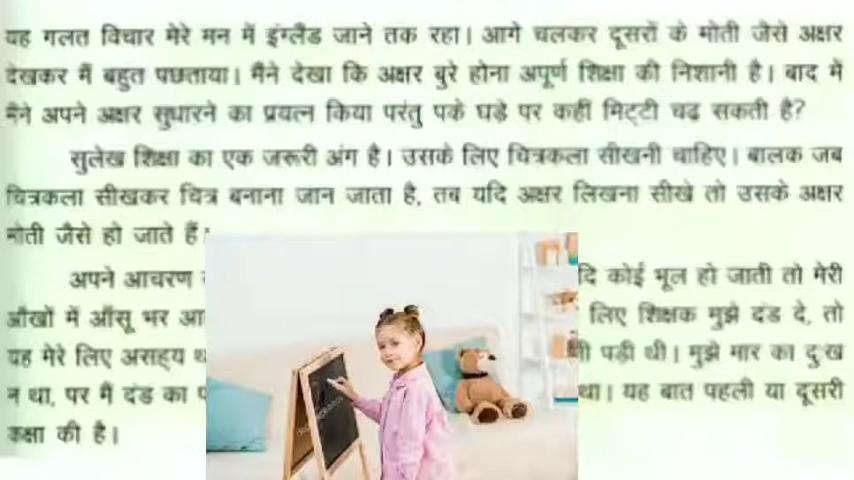 यह गलत विचार मेरे मन में इंग्लैंड जाने तक रहा। आगे चलकर दूसरों के मोती जैसे अक्षर
देखकर मैं बहुत पछताया। मैंने देखा कि अक्षर बुरे होना अपूर्ण शिक्षा की निशानी है। बाद में
मैंने अपने अक्षर सुधारने का प्रयत्न किया परंतु पके घड़े पर कहीं मिट्टी चढ़ सकती है?
सुलेख शिक्षा का एक जरूरी अंग है। उसके लिए चित्रकला सीखनी चाहिए। बालक जब
चित्रकला सीखकर चित्र बनाना जान जाता है, तब यदि अक्षर लिखना सीखे तो उसके अक्षर
मोती जैसे हो जाते हैं।
अपने आचरण दि कोई भूल हो जाती तो मेरी
आँखों में आँसू भर आ लिए शिक्षक मुझे दंड दे, तो
यह मेरे लिए असह्य थ पड़ी थी। मुझे मार का दुःख
न था, पर मैं दंड का था। यह बात पहली या दूसरी
कक्षा की है।